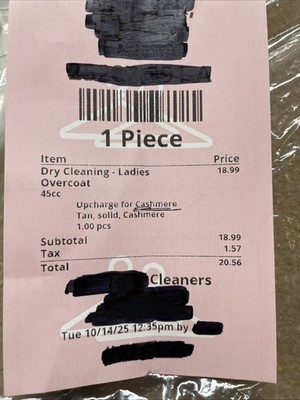 1 Piece
Item Price
Dry Cleaning - Ladies 18.99
Overcoat
45cc
Upcharge for Cashmere
Tan, solid, Cashmere
1.00 pcs
Subtotal 18.99
Tax 1.57
Total 20.56
Cleaners
Tue 10/14/25 12:35pm by